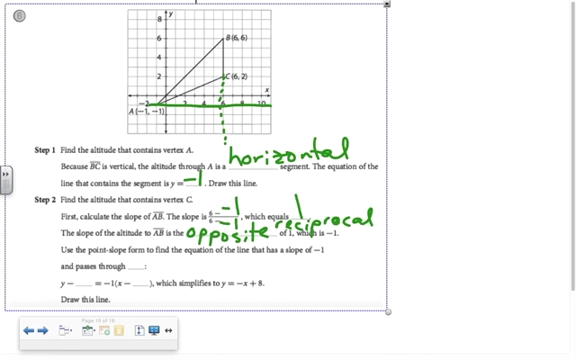 6
y
8
6
B(6, 6)
4
2
C(6, 2)
x
-2
2
4
6
8
10
A(-1, -1)
Step 1 Find the altitude that contains vertex A.
horizontal
Because BC is vertical, the altitude through A is a ____ segment. The equation of the
line that contains the segment is y = -1. Draw this line.
Step 2 Find the altitude that contains vertex C.
First, calculate the slope of AB. The slope is 6 - -1 / 6 - -1, which equals 1
The slope of the altitude to AB is the opposite reciprocal of 1, which is −1.
Use the point-slope form to find the equation of the line that has a slope of −1
and passes through ____:
y − ____ = −1(x − ____), which simplifies to y = −x + 8.
Draw this line.